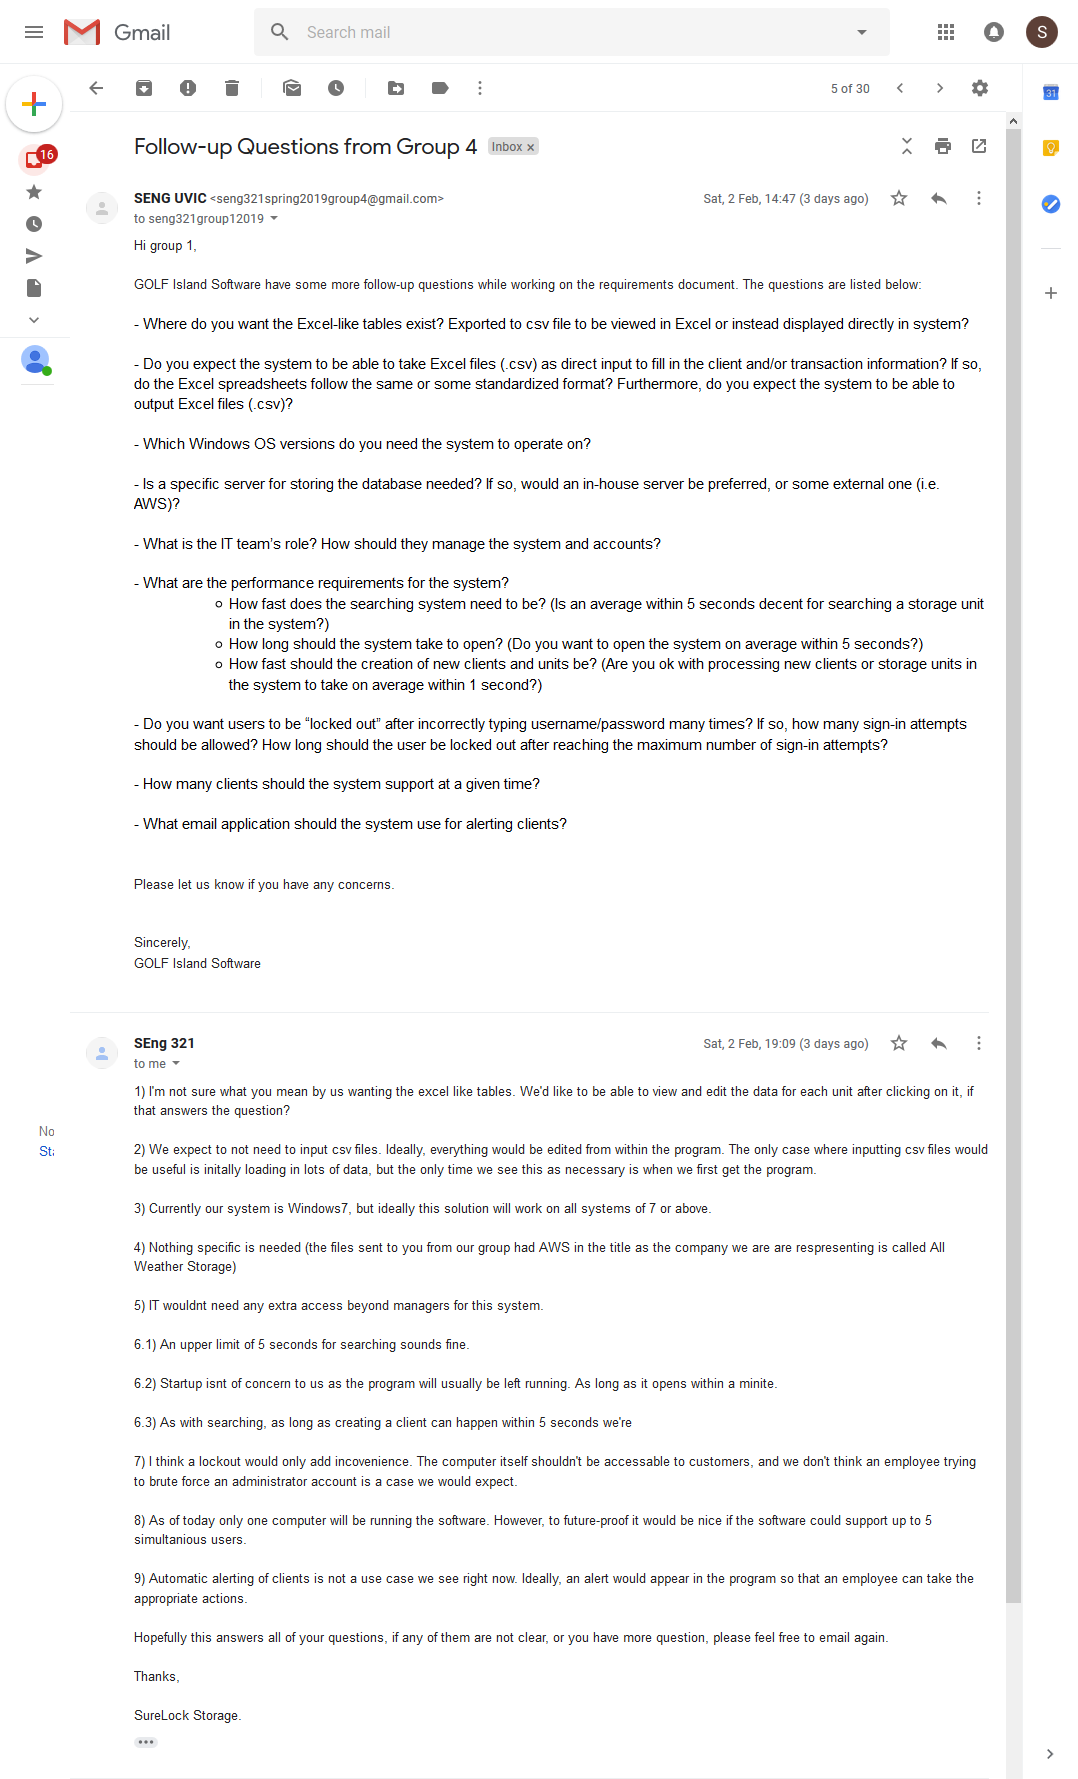 Gmail
Search mail
S
5 of 30
31
16
Follow-up Questions from Group 4
Inbox x
SENG UVIC <seng321spring2019group4@gmail.com>
Sat, 2 Feb, 14:47 (3 days ago)
to seng321group12019
Hi group 1,
GOLF Island Software have some more follow-up questions while working on the requirements document. The questions are listed below:
- Where do you want the Excel-like tables exist? Exported to csv file to be viewed in Excel or instead displayed directly in system?
- Do you expect the system to be able to take Excel files (.csv) as direct input to fill in the client and/or transaction information? If so,
do the Excel spreadsheets follow the same or some standardized format? Furthermore, do you expect the system to be able to
output Excel files (.csv)?
- Which Windows OS versions do you need the system to operate on?
- Is a specific server for storing the database needed? If so, would an in-house server be preferred, or some external one (i.e.
AWS)?
- What is the IT team’s role? How should they manage the system and accounts?
- What are the performance requirements for the system?
How fast does the searching system need to be? (Is an average within 5 seconds decent for searching a storage unit
in the system?)
How long should the system take to open? (Do you want to open the system on average within 5 seconds?)
How fast should the creation of new clients and units be? (Are you ok with processing new clients or storage units in
the system to take on average within 1 second?)
- Do you want users to be “locked out” after incorrectly typing username/password many times? If so, how many sign-in attempts
should be allowed? How long should the user be locked out after reaching the maximum number of sign-in attempts?
- How many clients should the system support at a given time?
- What email application should the system use for alerting clients?
Please let us know if you have any concerns.
Sincerely,
GOLF Island Software
SEng 321
Sat, 2 Feb, 19:09 (3 days ago)
to me
1) I'm not sure what you mean by us wanting the excel like tables. We'd like to be able to view and edit the data for each unit after clicking on it, if
that answers the question?
No
Sta
2) We expect to not need to input csv files. Ideally, everything would be edited from within the program. The only case where inputting csv files would
be useful is initally loading in lots of data, but the only time we see this as necessary is when we first get the program.
3) Currently our system is Windows7, but ideally this solution will work on all systems of 7 or above.
4) Nothing specific is needed (the files sent to you from our group had AWS in the title as the company we are are respresenting is called All
Weather Storage)
5) IT wouldnt need any extra access beyond managers for this system.
6.1) An upper limit of 5 seconds for searching sounds fine.
6.2) Startup isnt of concern to us as the program will usually be left running. As long as it opens within a minite.
6.3) As with searching, as long as creating a client can happen within 5 seconds we're
7) I think a lockout would only add incovenience. The computer itself shouldn't be accessable to customers, and we don't think an employee trying
to brute force an administrator account is a case we would expect.
8) As of today only one computer will be running the software. However, to future-proof it would be nice if the software could support up to 5
simultanious users.
9) Automatic alerting of clients is not a use case we see right now. Ideally, an alert would appear in the program so that an employee can take the
appropriate actions.
Hopefully this answers all of your questions, if any of them are not clear, or you have more question, please feel free to email again.
Thanks,
SureLock Storage.